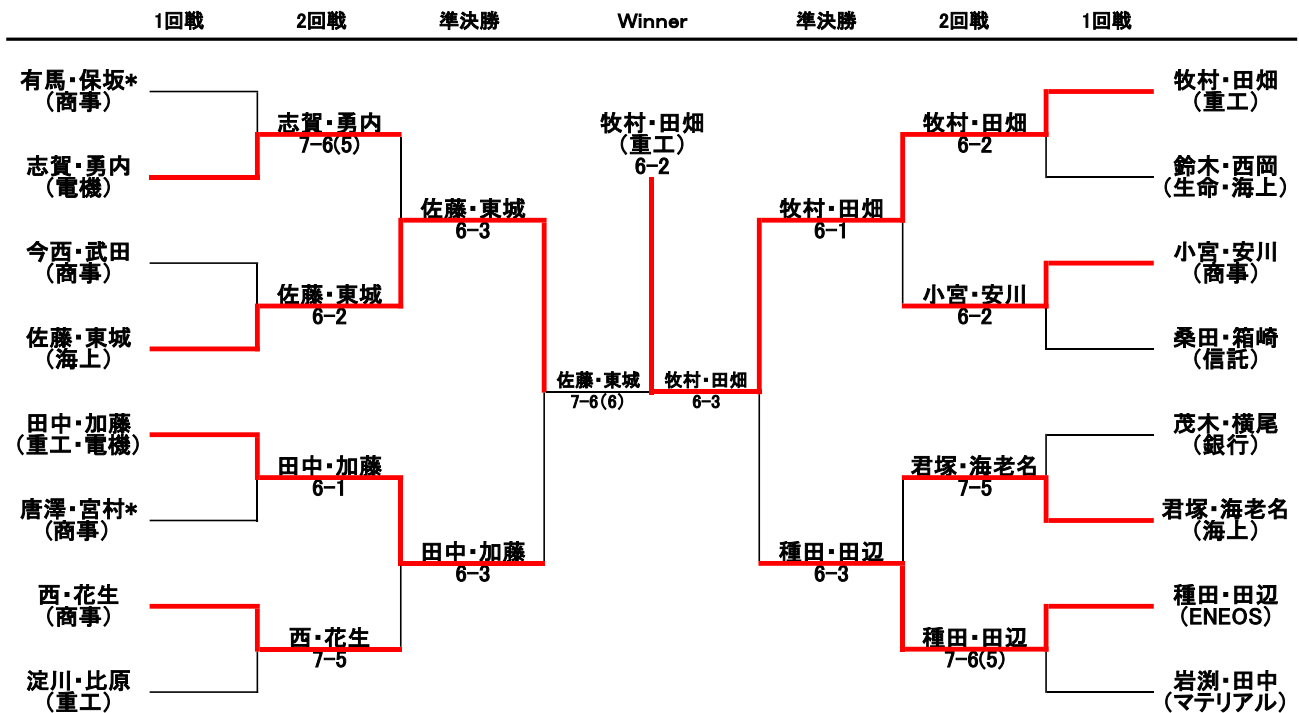 1回戦 2回戦 準決勝 Winner 準決勝 2回戦 1回戦
有馬・保坂*
(商事)
志賀・勇内
(電機)
今西・武田
(商事)
佐藤・東城
(海上)
田中・加藤
(重工・電機)
唐澤・宮村*
(商事)
西・花生
(商事)
淀川・比原
(重工)
志賀・勇内
7-6(5)
佐藤・東城
6-2
田中・加藤
6-1
西・花生
7-5
佐藤・東城
6-3
田中・加藤
6-3
佐藤・東城
7-6(6)
牧村・田畑
(重工)
6-2
牧村・田畑
6-3
牧村・田畑
6-1
種田・田辺
6-3
牧村・田畑
6-2
小宮・安川
6-2
君塚・海老名
7-5
種田・田辺
7-6(5)
牧村・田畑
(重工)
鈴木・西岡
(生命・海上)
小宮・安川
(商事)
桑田・箱崎
(信託)
茂木・横尾
(銀行)
君塚・海老名
(海上)
種田・田辺
(ENEOS)
岩渕・田中
(マテリアル)